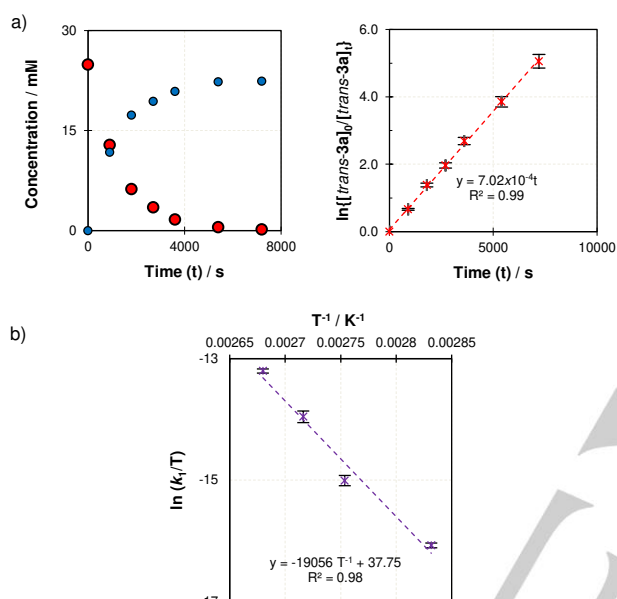 a)
30
15
0
Concentration / mM
0
4000
8000
Time (t) / s
6.0
4.0
2.0
0.0
ln{[trans-3a]₀/[trans-3a]ₜ}
y = 7.02x10⁻⁴t
R² = 0.99
0
5000
10000
Time (t) / s
b)
T⁻¹ / K⁻¹
0.00265 0.0027 0.00275 0.0028 0.00285
-13
-15
ln (k₁/T)
y = -19056 T⁻¹ + 37.75
R² = 0.98
-17